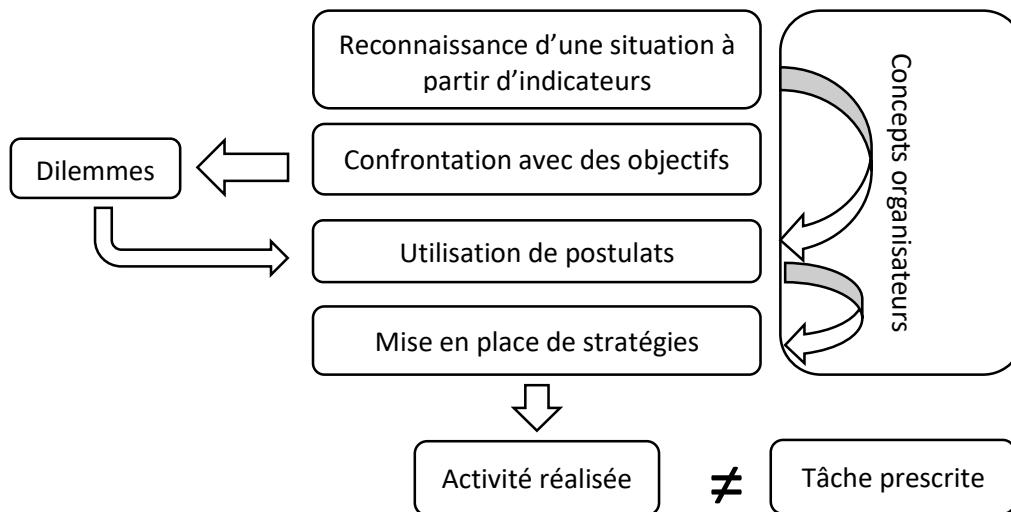 Reconnaissance d’une situation à
partir d’indicateurs
Confrontation avec des objectifs
Dilemmes
Utilisation de postulats
Mise en place de stratégies
Concepts organisateurs
Activité réalisée
≠
Tâche prescrite